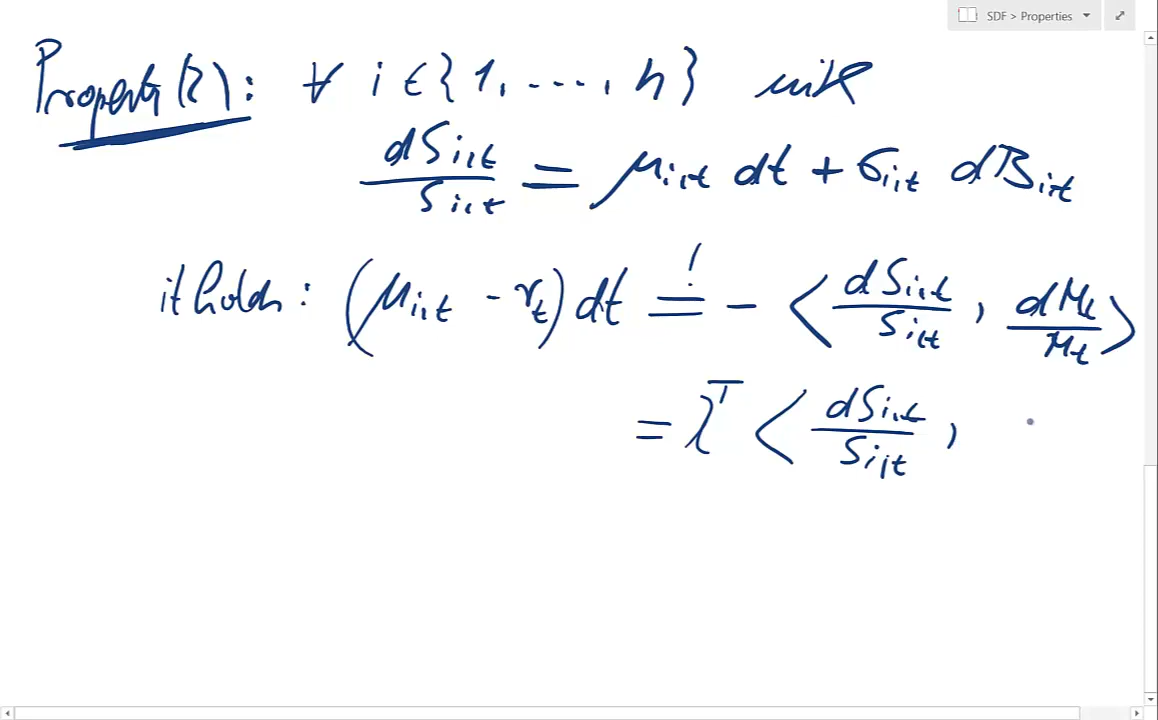 SDF > Properties
Property (2): ∀ i ∈ {1, ..., n} with
dS_{i,t} / S_{i,t} = μ_{i,t} dt + σ_{i,t} dB_{i,t}
it holds: (μ_{i,t} - r_t) dt =! - < dS_{i,t} / S_{i,t} , dM_t / M_t >
= λ^T < dS_{i,t} / S_{i,t} ,